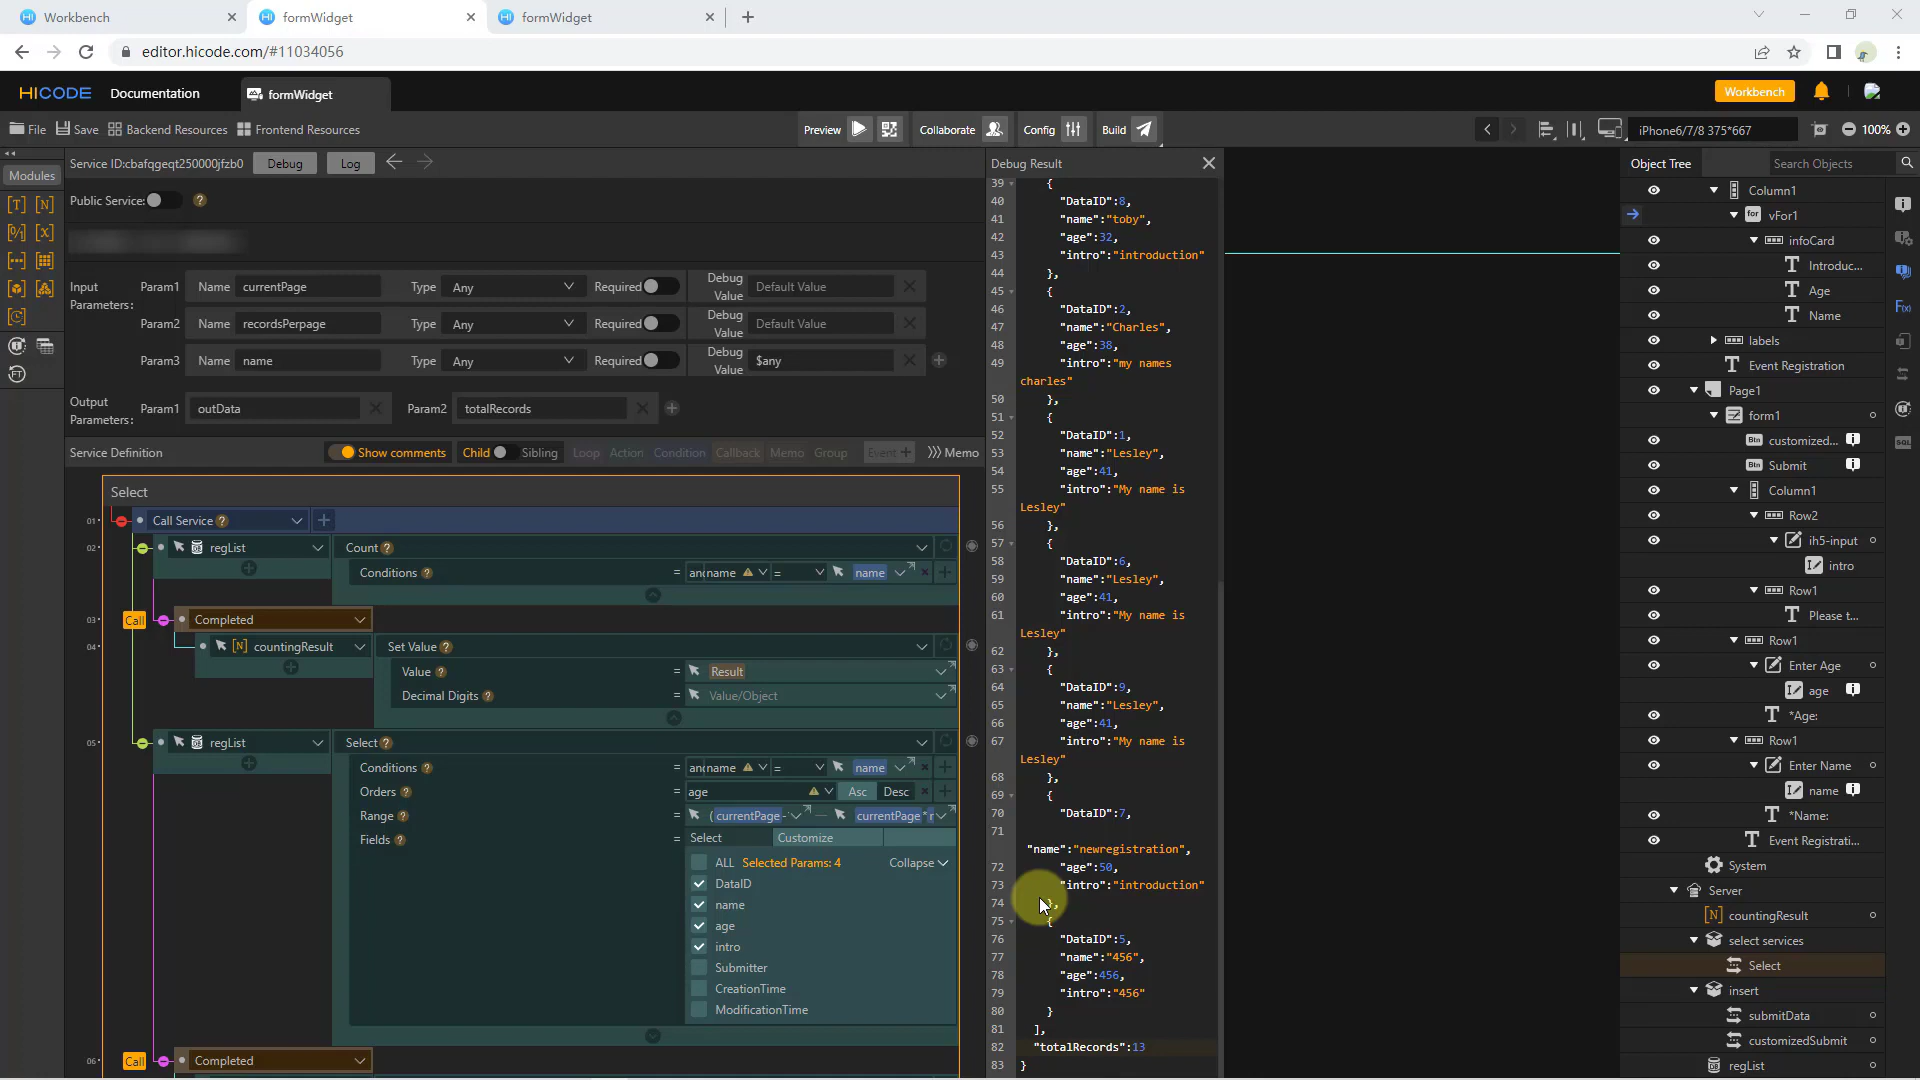 Workbench
formWidget
formWidget
editor.hicode.com/#11034056
HICODE
Documentation
formWidget
Workbench
File
Save
Backend Resources
Frontend Resources
Preview
Collaborate
Config
Build
iPhone6/7/8 375*667
100%
Modules
Service ID:cbafqgeqt250000jfzb0
Debug
Log
Public Service:
Input
Parameters:
Param1 Name currentPage Type Any Required Debug Value Default Value
Param2 Name recordsPerpage Type Any Required Debug Value Default Value
Param3 Name name Type Any Required Debug Value $any
Output
Parameters:
Param1 outData Param2 totalRecords
Service Definition
Show comments
Child
Sibling
Loop
Action
Condition
Callback
Memo
Group
Event
Memo
Select
01 Call Service
02 regList Count
Conditions = and name = name
03 Call Completed
04 countingResult Set Value
Value = Result
Decimal Digits = Value/Object
05 regList Select
Conditions = and name = name
Orders = age Asc Desc
Range = (currentPage- — currentPage*r
Fields = Select Customize
ALL Selected Params: 4 Collapse
DataID
name
age
intro
Submitter
CreationTime
ModificationTime
06 Call Completed
Debug Result
39 {
40 "DataID":8,
41 "name":"toby",
42 "age":32,
43 "intro":"introduction"
44 },
45 {
46 "DataID":2,
47 "name":"Charles",
48 "age":38,
49 "intro":"my names
charles"
50 },
51 {
52 "DataID":1,
53 "name":"Lesley",
54 "age":41,
55 "intro":"My name is
Lesley"
56 },
57 {
58 "DataID":6,
59 "name":"Lesley",
60 "age":41,
61 "intro":"My name is
Lesley"
62 },
63 {
64 "DataID":9,
65 "name":"Lesley",
66 "age":41,
67 "intro":"My name is
Lesley"
68 },
69 {
70 "DataID":7,
71
"name":"newregistration",
72 "age":50,
73 "intro":"introduction"
74 },
75 {
76 "DataID":5,
77 "name":"456",
78 "age":456,
79 "intro":"456"
80 }
81 ],
82 "totalRecords":13
83 }
Object Tree
Search Objects
Column1
vFor1
infoCard
Introduc...
Age
Name
labels
Event Registration
Page1
form1
customized...
Submit
Column1
Row2
ih5-input
intro
Row1
Please t...
Row1
Enter Age
age
*Age:
Row1
Enter Name
name
*Name:
Event Registrati...
System
Server
countingResult
select services
Select
insert
submitData
customizedSubmit
regList